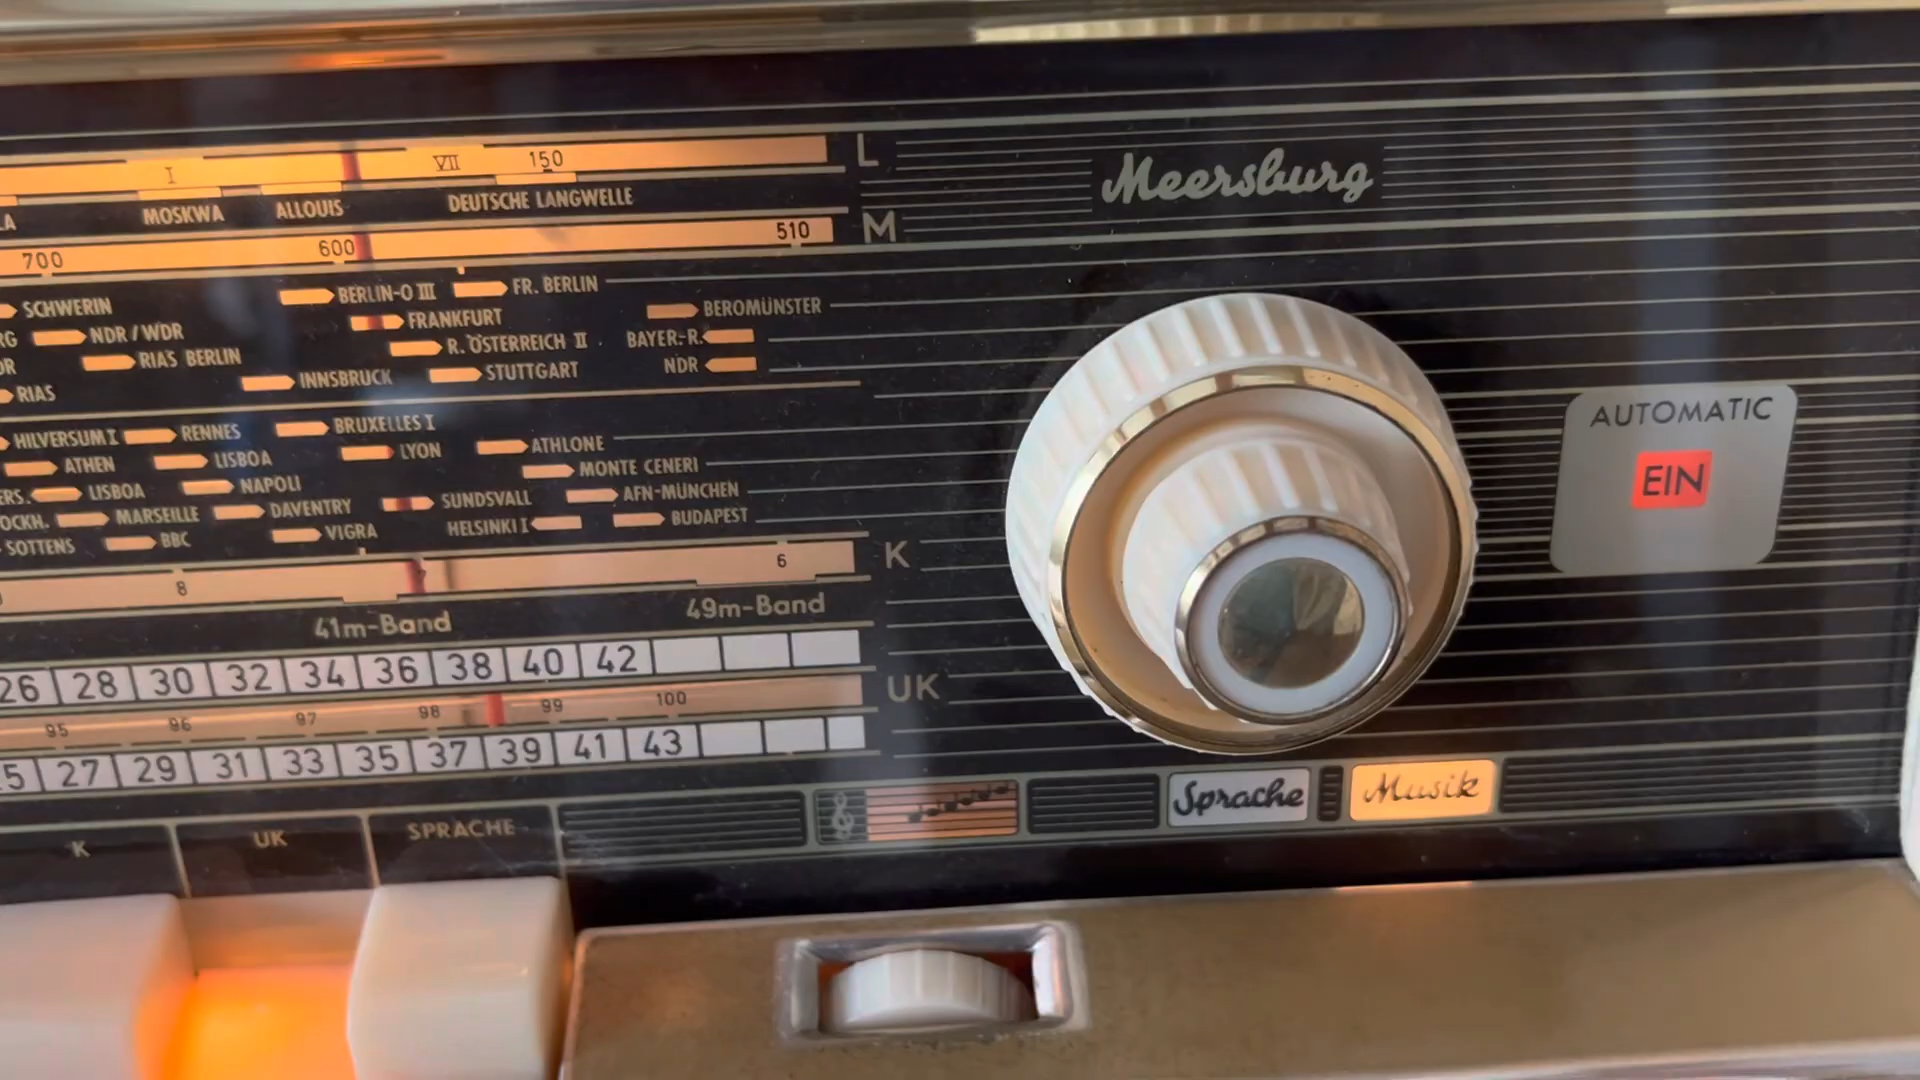 I VII 150 L
MOSKWA ALLOUIS DEUTSCHE LANGWELLE
Meersburg
700 600 510 M
SCHWERIN BERLIN-O III FR. BERLIN
NDR/WDR FRANKFURT BEROMÜNSTER
RIAS BERLIN R. ÖSTERREICH II BAYER.-R.
RIAS INNSBRUCK STUTTGART NDR
HILVERSUM I RENNES BRUXELLES I
ATHEN LISBOA LYON ATHLONE
LISBOA NAPOLI MONTE CENERI
MARSEILLE DAVENTRY SUNDSVALL AFN-MÜNCHEN
SOTTENS BBC VIGRA HELSINKI I BUDAPEST
AUTOMATIC
EIN
8 6 K
41m-Band 49m-Band
26 28 30 32 34 36 38 40 42
95 96 97 98 99 100 UK
27 29 31 33 35 37 39 41 43
Sprache Musik
K UK SPRACHE